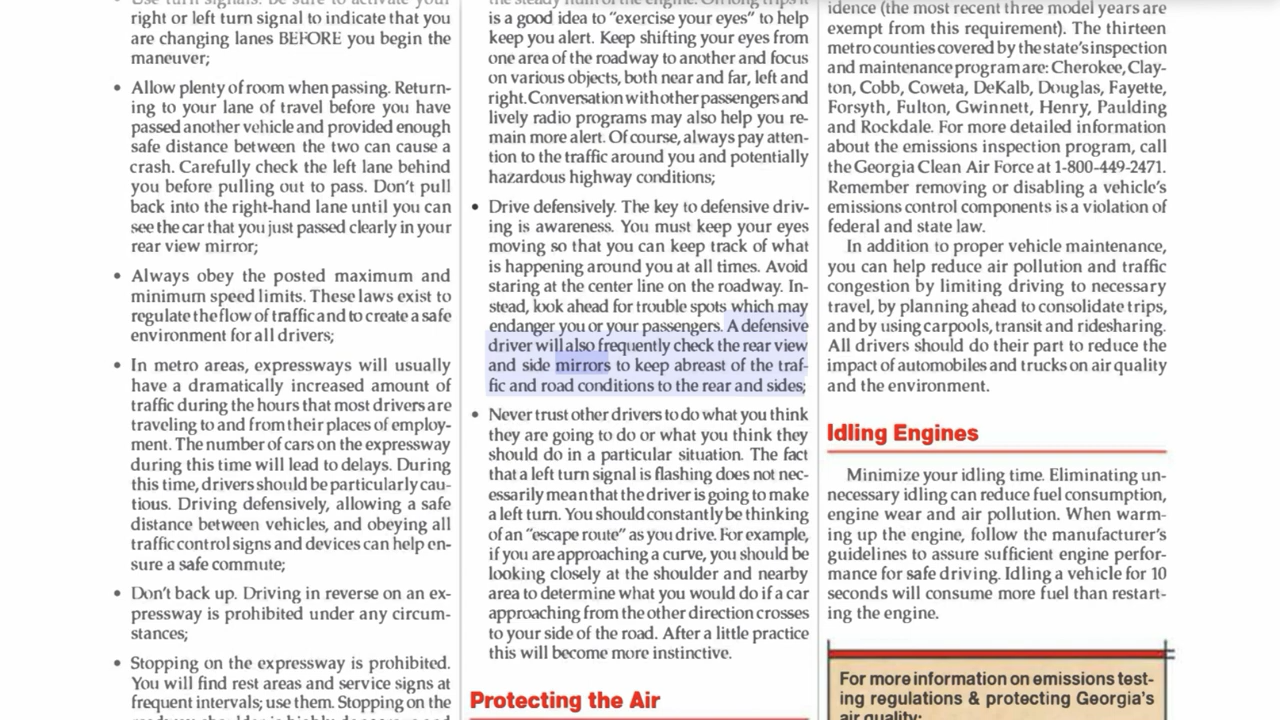 right or left turn signal to indicate that you
are changing lanes BEFORE you begin the
maneuver;
• Allow plenty of room when passing. Return-
ing to your lane of travel before you have
passed another vehicle and provided enough
safe distance between the two can cause a
crash. Carefully check the left lane behind
you before pulling out to pass. Don't pull
back into the right-hand lane until you can
see the car that you just passed clearly in your
rear view mirror;
• Always obey the posted maximum and
minimum speed limits. These laws exist to
regulate the flow of traffic and to create a safe
environment for all drivers;
• In metro areas, expressways will usually
have a dramatically increased amount of
traffic during the hours that most drivers are
traveling to and from their places of employ-
ment. The number of cars on the expressway
during this time will lead to delays. During
this time, drivers should be particularly cau-
tious. Driving defensively, allowing a safe
distance between vehicles, and obeying all
traffic control signs and devices can help en-
sure a safe commute;
• Don't back up. Driving in reverse on an ex-
pressway is prohibited under any circum-
stances;
• Stopping on the expressway is prohibited.
You will find rest areas and service signs at
frequent intervals; use them. Stopping on the
is a good idea to "exercise your eyes" to help
keep you alert. Keep shifting your eyes from
one area of the roadway to another and focus
on various objects, both near and far, left and
right. Conversation with other passengers and
lively radio programs may also help you re-
main more alert. Of course, always pay atten-
tion to the traffic around you and potentially
hazardous highway conditions;
• Drive defensively. The key to defensive driv-
ing is awareness. You must keep your eyes
moving so that you can keep track of what
is happening around you at all times. Avoid
staring at the center line on the roadway. In-
stead, look ahead for trouble spots which may
endanger you or your passengers. A defensive
driver will also frequently check the rear view
and side mirrors to keep abreast of the traf-
fic and road conditions to the rear and sides;
• Never trust other drivers to do what you think
they are going to do or what you think they
should do in a particular situation. The fact
that a left turn signal is flashing does not nec-
essarily mean that the driver is going to make
a left turn. You should constantly be thinking
of an "escape route" as you drive. For example,
if you are approaching a curve, you should be
looking closely at the shoulder and nearby
area to determine what you would do if a car
approaching from the other direction crosses
to your side of the road. After a little practice
this will become more instinctive.
Protecting the Air
idence (the most recent three model years are
exempt from this requirement). The thirteen
metro counties covered by the state's inspection
and maintenance program are: Cherokee, Clay-
ton, Cobb, Coweta, DeKalb, Douglas, Fayette,
Forsyth, Fulton, Gwinnett, Henry, Paulding
and Rockdale. For more detailed information
about the emissions inspection program, call
the Georgia Clean Air Force at 1-800-449-2471.
Remember removing or disabling a vehicle's
emissions control components is a violation of
federal and state law.
In addition to proper vehicle maintenance,
you can help reduce air pollution and traffic
congestion by limiting driving to necessary
travel, by planning ahead to consolidate trips,
and by using carpools, transit and ridesharing.
All drivers should do their part to reduce the
impact of automobiles and trucks on air quality
and the environment.
Idling Engines
Minimize your idling time. Eliminating un-
necessary idling can reduce fuel consumption,
engine wear and air pollution. When warm-
ing up the engine, follow the manufacturer's
guidelines to assure sufficient engine perfor-
mance for safe driving. Idling a vehicle for 10
seconds will consume more fuel than restart-
ing the engine.
For more information on emissions test-
ing regulations & protecting Georgia's
air quality: